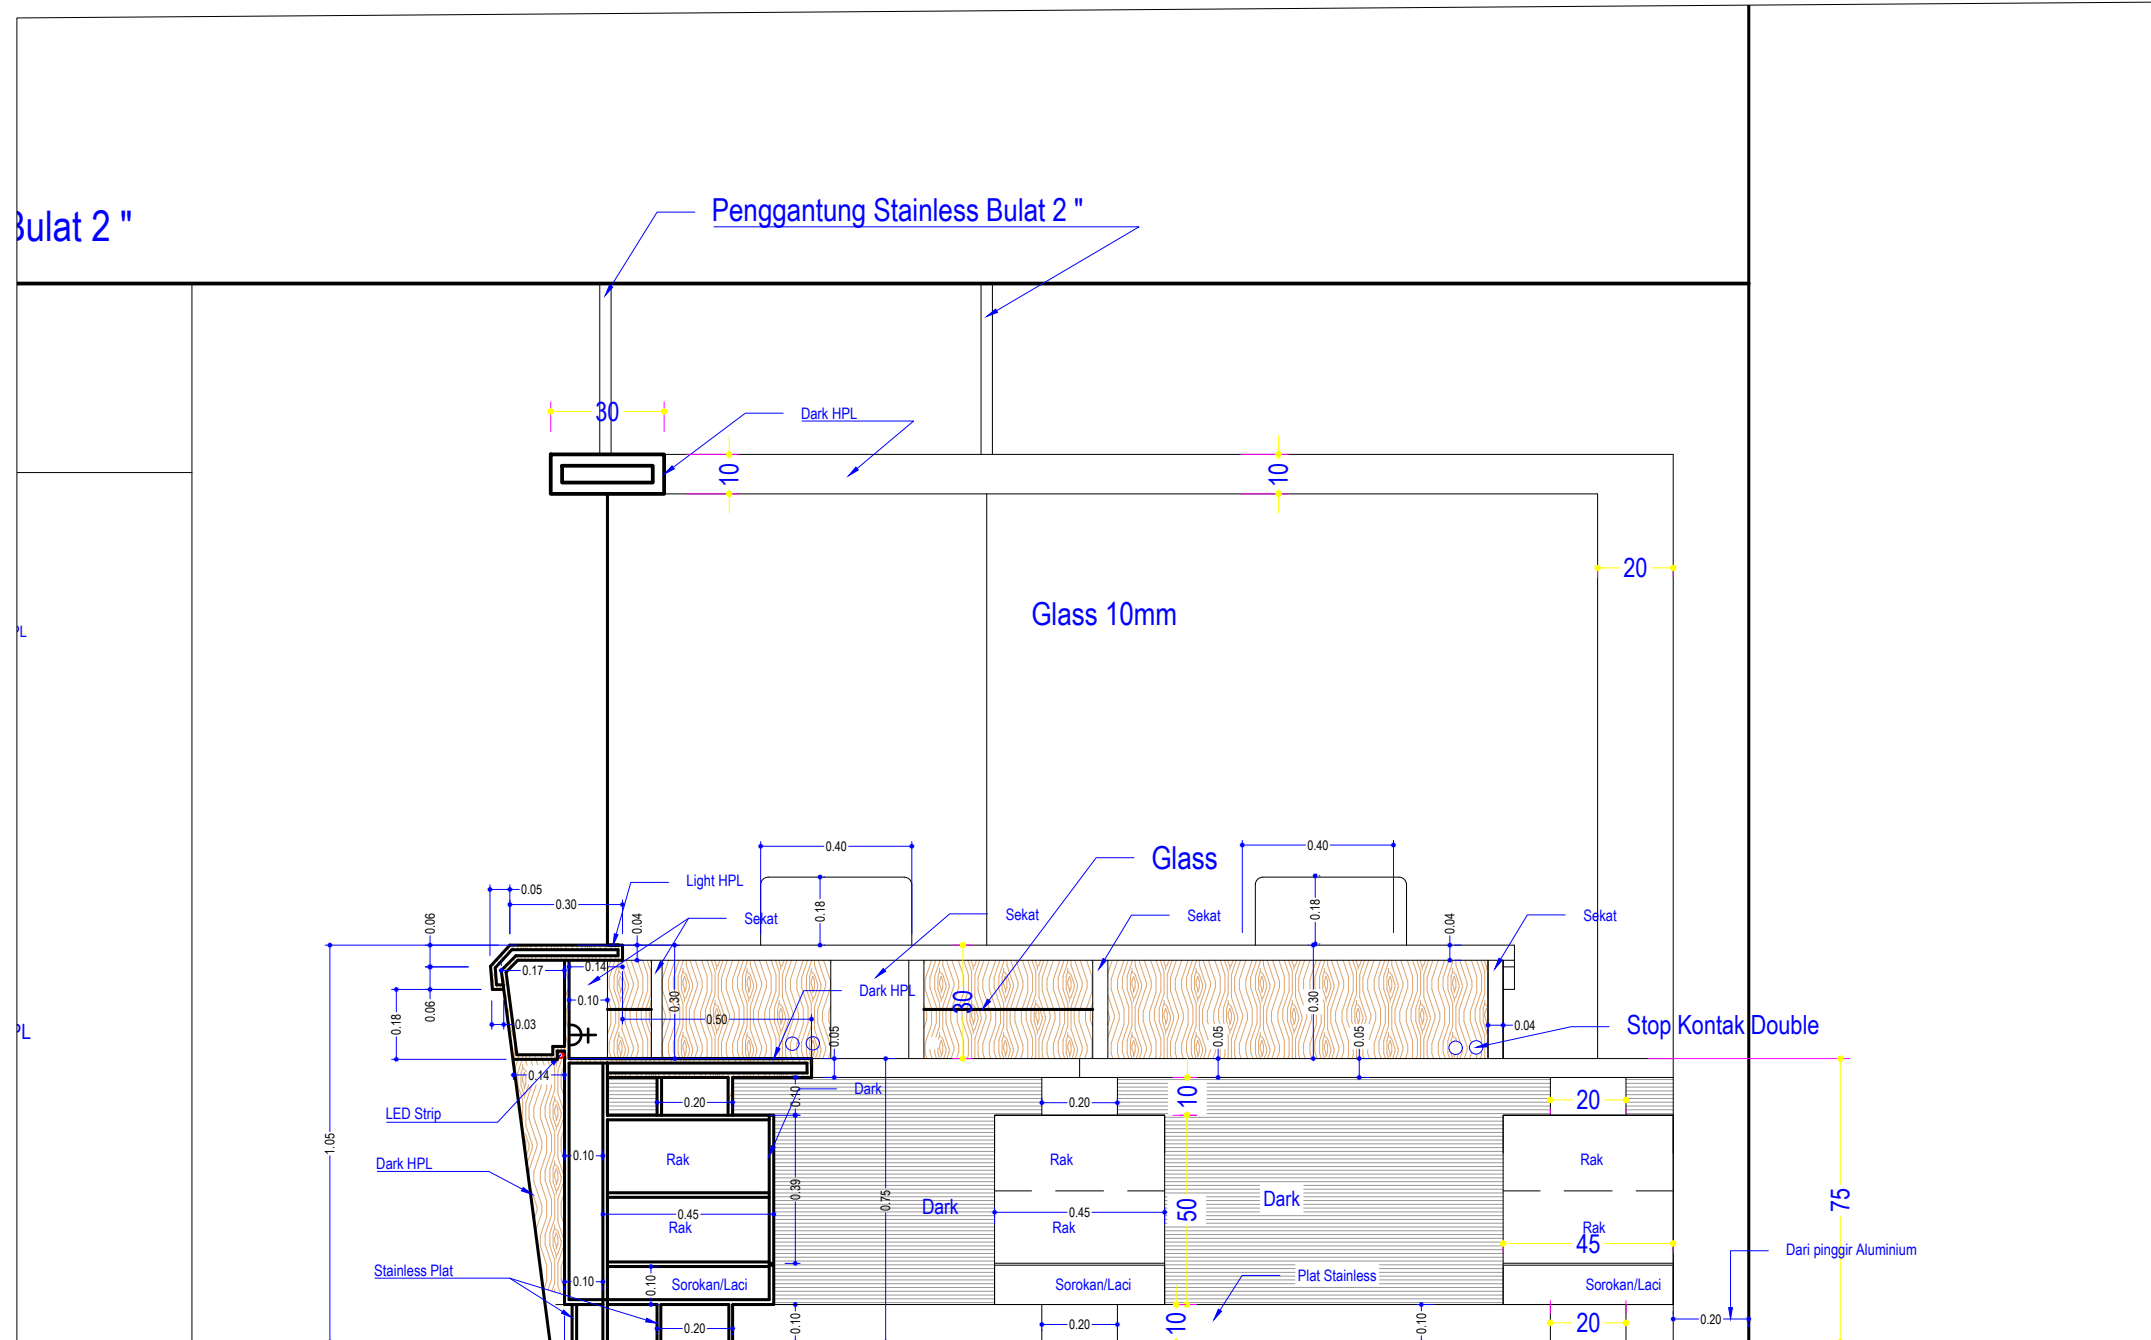 Bulat 2 "
Penggantung Stainless Bulat 2 "
30
Dark HPL
10
10
20
Glass 10mm
PL
0.40
0.40
Glass
0.05
Light HPL
0.30
0.18
0.18
Sekat
Sekat
Sekat
Sekat
0.06
0.04
0.04
0.17
0.14
0.10
0.30
Dark HPL
30
0.30
0.06
0.18
0.03
0.50
0.05
0.05
0.05
0.04
Stop Kontak Double
PL
0.14
0.20
0.10
Dark
0.20
10
20
LED Strip
1.05
Dark HPL
0.10
Rak
Rak
Rak
0.39
0.75
Dark
Dark
50
75
0.45
Rak
0.45
Rak
Rak
45
Dari pinggir Aluminium
Stainless Plat
0.10
0.10
Sorokan/Laci
Sorokan/Laci
Plat Stainless
Sorokan/Laci
0.20
0.10
0.20
10
0.10
20
0.20